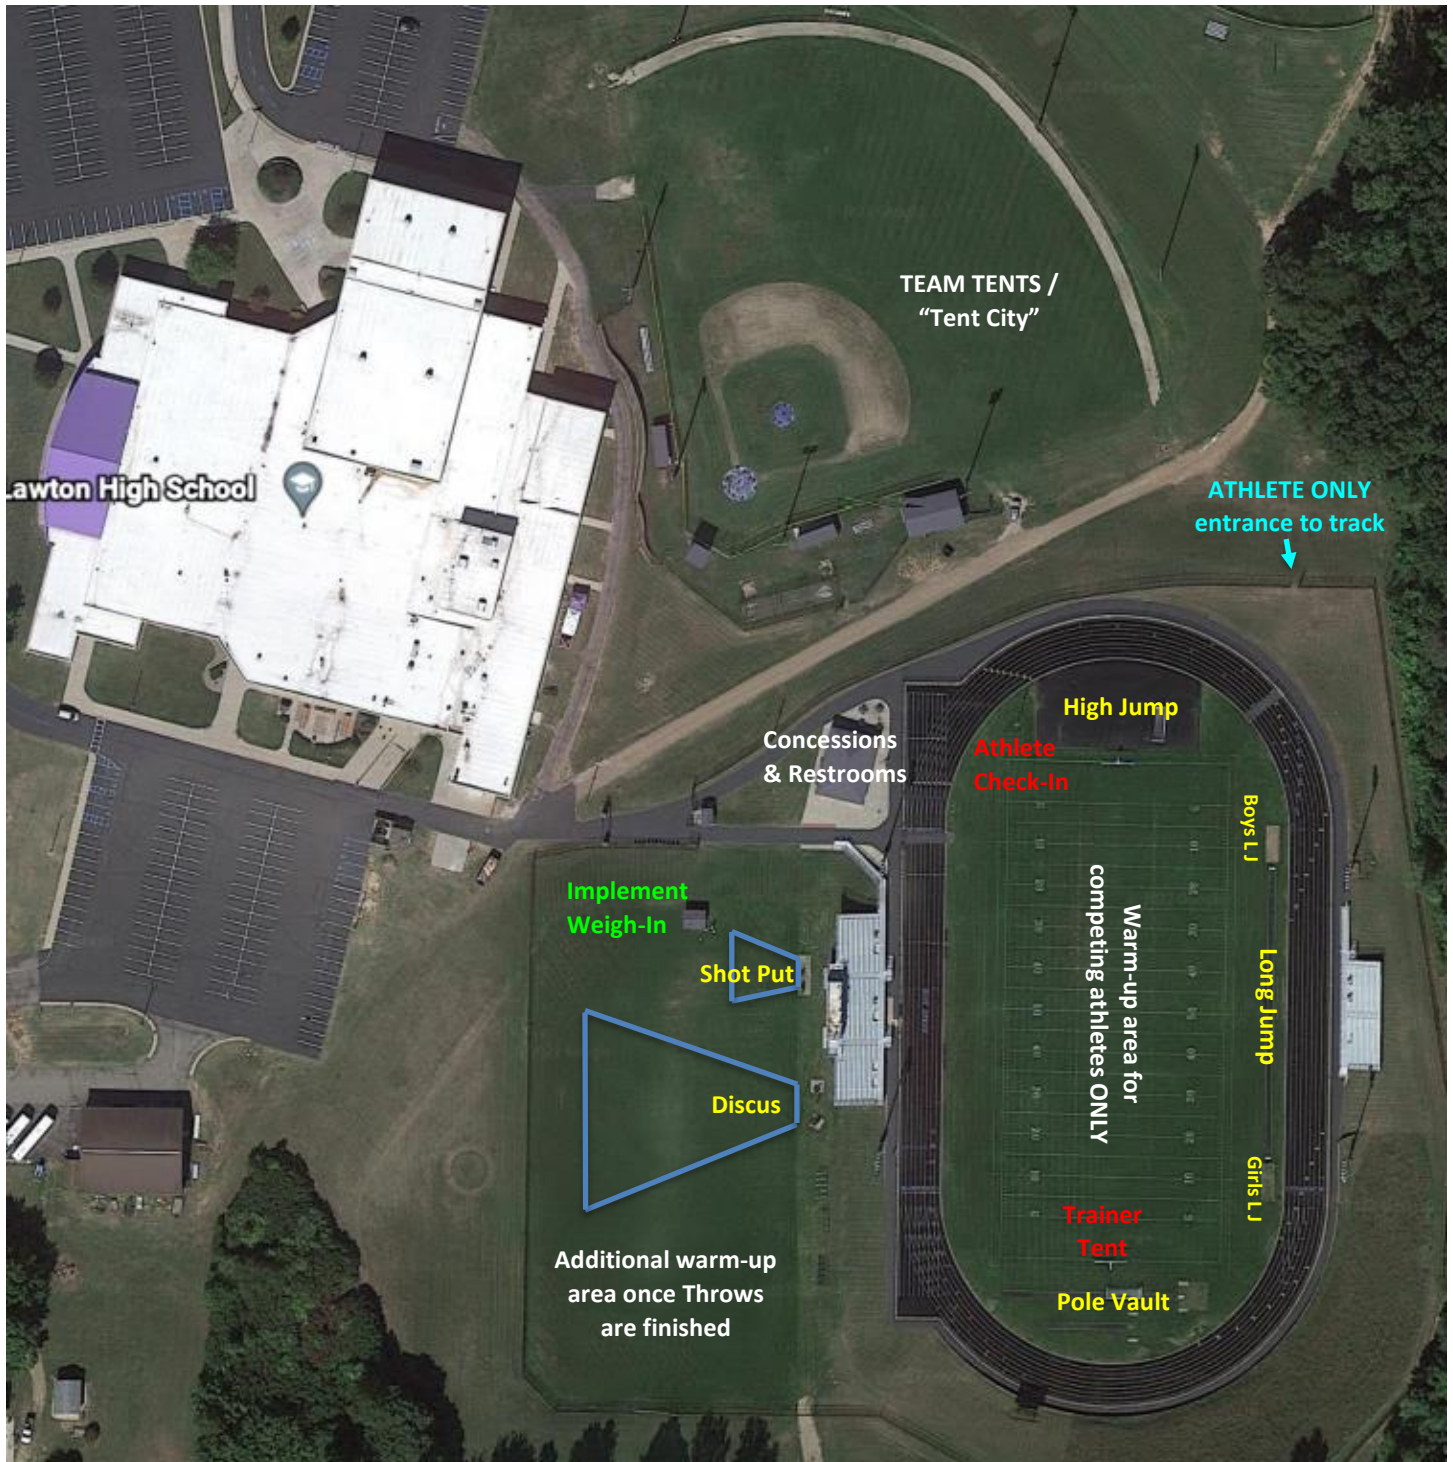 TEAM TENTS /
“Tent City”
Lawton High School
ATHLETE ONLY
entrance to track
High Jump
Concessions
& Restrooms
Athlete
Check-In
Boys L J
Implement
Weigh-In
Warm-up area for
competing athletes ONLY
Shot Put
Long Jump
Discus
Girls L J
Trainer
Tent
Additional warm-up
area once Throws
are finished
Pole Vault